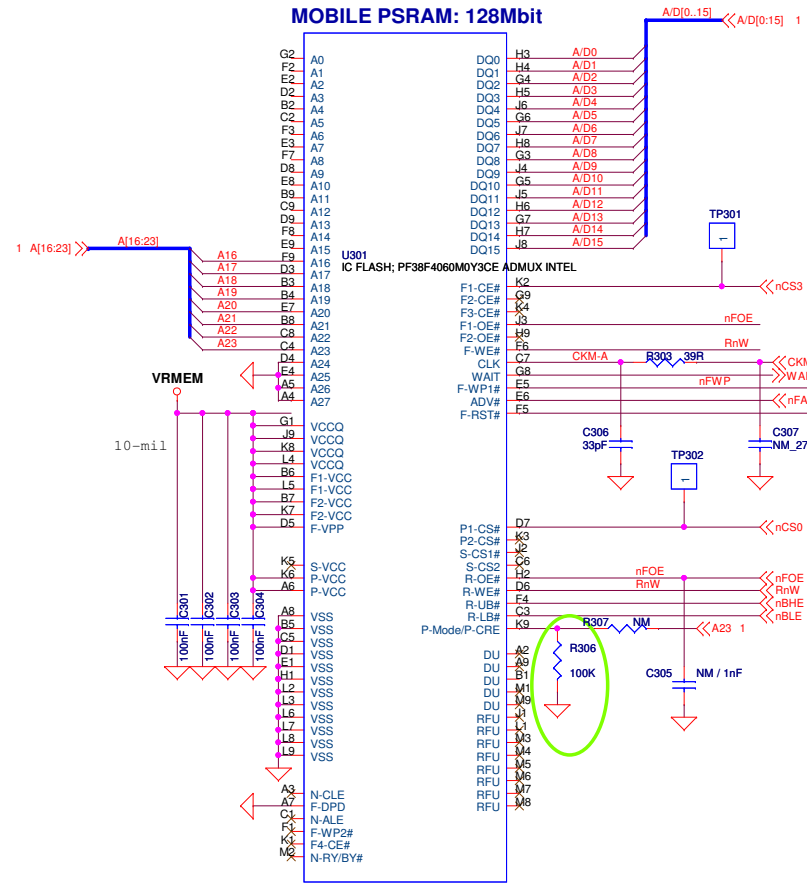 MOBILE PSRAM: 128Mbit
A/D[0..15]
A/D[0:15] 1
G2 A0 DQ0 H3 A/D0
F2 A1 DQ1 H4 A/D1
E2 A2 DQ2 G4 A/D2
D2 A3 DQ3 H5 A/D3
B2 A4 DQ4 J6 A/D4
C2 A5 DQ5 G6 A/D5
F3 A6 DQ6 J7 A/D6
E3 A7 DQ7 H8 A/D7
F7 A8 DQ8 G3 A/D8
D8 A9 DQ9 J4 A/D9
E8 A10 DQ10 G5 A/D10
B9 A11 DQ11 J5 A/D11
C9 A12 DQ12 H6 A/D12
D9 A13 DQ13 G7 A/D13
F8 A14 DQ14 H7 A/D14
E9 A15 DQ15 J8 A/D15
TP301
1
1 A[16:23] A[16:23]
U301
IC FLASH; PF38F4060M0Y3CE ADMUX INTEL
A16 F9 A16
A17 D3 A17
A18 B3 A18 F1-CE# K2 nCS3
A19 B4 A19 F2-CE# G9
A20 E7 A20 F3-CE# K4
A21 B8 A21 F1-OE# J3 nFOE
A22 C8 A22 F2-OE# H9
A23 C4 A23 F-WE# F6 RnW
D4 A24 CLK C7 CKM-A R303 39R CKM
E4 A25 WAIT G8 WAI
A5 A26 F-WP1# E5 nFWP
A4 A27 ADV# E6 nFA
F-RST# F5
VRMEM
10-mil
C306
33pF
C307
NM_27
TP302
1
G1 VCCQ
J9 VCCQ
K8 VCCQ
L4 VCCQ
B6 F1-VCC
L5 F1-VCC
B7 F2-VCC
K7 F2-VCC
D5 F-VPP P1-CS# D7 nCS0
P2-CS# K3
S-CS1# J2
K5 S-VCC S-CS2 C6
K6 P-VCC R-OE# H2 nFOE nFOE
A6 P-VCC R-WE# D6 RnW RnW
R-UB# F4 nBHE
R-LB# C3 nBLE
P-Mode/P-CRE K9 R307 NM A23 1
C301 100nF
C302 100nF
C303 100nF
C304 100nF
R306
100K
C305 NM / 1nF
A8 VSS
B5 VSS
C5 VSS
D1 VSS
E1 VSS
H1 VSS
L2 VSS
L3 VSS
L6 VSS
L7 VSS
L8 VSS
L9 VSS
DU A2
DU A9
DU B1
DU M1
DU M9
RFU J1
RFU L1
RFU M3
RFU M4
RFU M5
RFU M6
RFU M7
RFU M8
A3 N-CLE
A7 F-DPD
C1 N-ALE
F1 F-WP2#
K1 F4-CE#
M2 N-RY/BY#